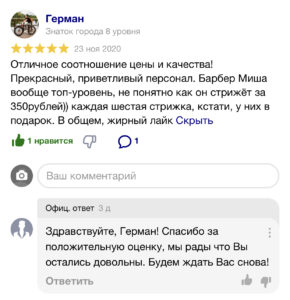 Герман
Знаток города 8 уровня
23 ноя 2020
Отличное соотношение цены и качества!
Прекрасный, приветливый персонал. Барбер Миша
вообще топ-уровень, не понятно как он стрижёт за
350рублей)) каждая шестая стрижка, кстати, у них в
подарок. В общем, жирный лайк Скрыть
1 нравится 1
Ваш комментарий
Офиц. ответ 3 д
Здравствуйте, Герман! Спасибо за
положительную оценку, мы рады что Вы
остались довольны. Будем ждать Вас снова!
Ответить